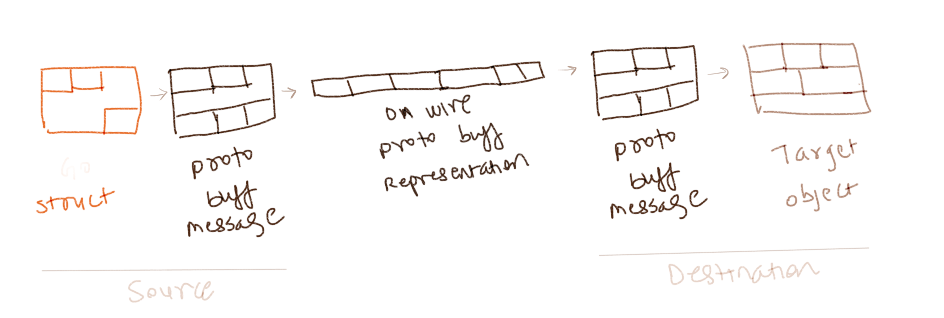 Go
struct
proto
buff
message
on wire
proto buff
Representation
proto
buff
message
Target
object
Source
Destination